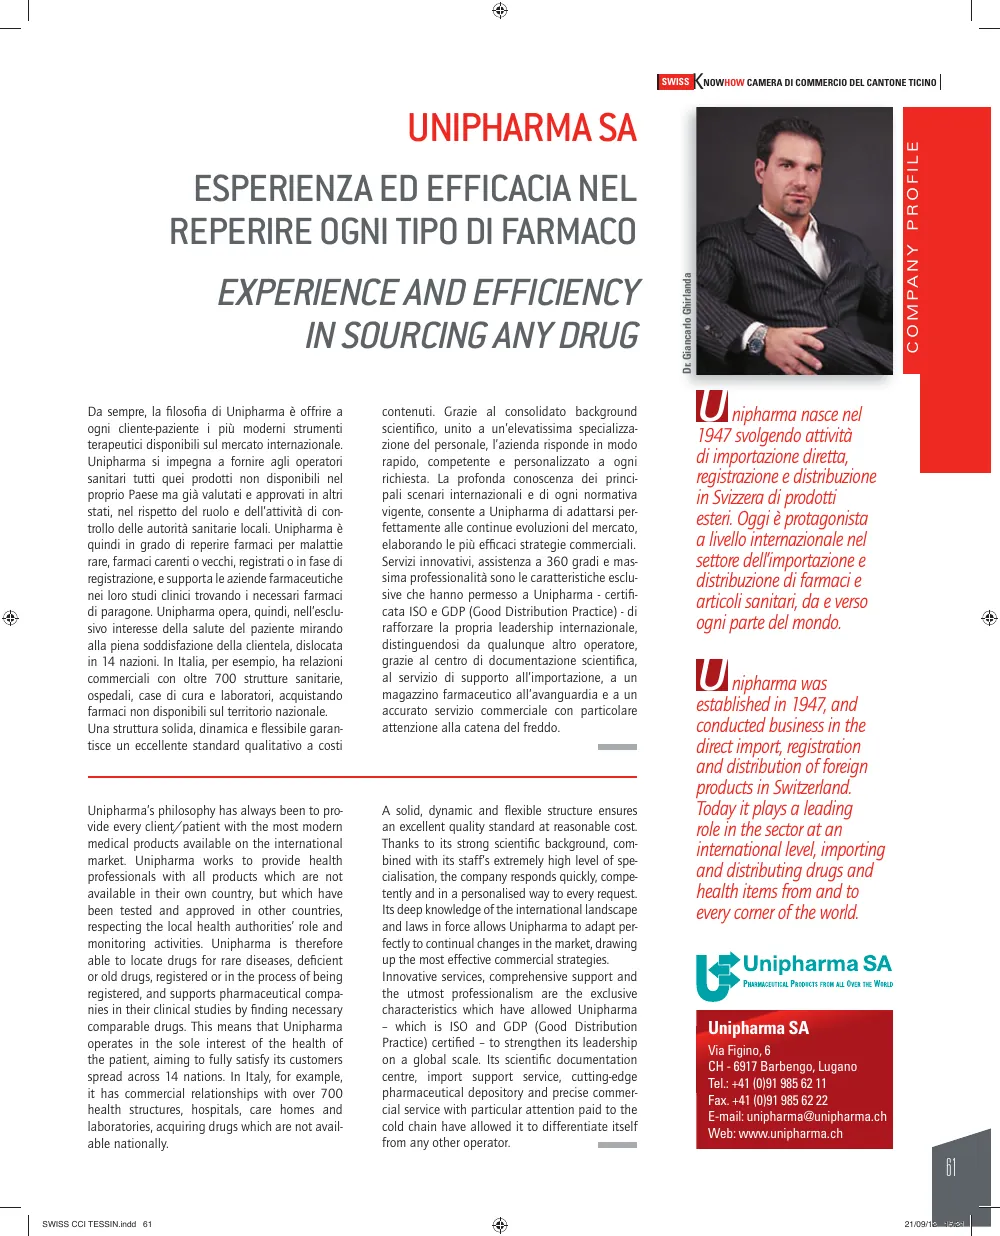 SWISS KNOWHOW CAMERA DI COMMERCIO DEL CANTONE TICINO
UNIPHARMA SA
ESPERIENZA ED EFFICACIA NEL
REPERIRE OGNI TIPO DI FARMACO
EXPERIENCE AND EFFICIENCY
IN SOURCING ANY DRUG
Dr. Giancarlo Ghirlanda
COMPANY PROFILE
Da sempre, la filosofia di Unipharma è offrire a
ogni cliente-paziente i più moderni strumenti
terapeutici disponibili sul mercato internazionale.
Unipharma si impegna a fornire agli operatori
sanitari tutti quei prodotti non disponibili nel
proprio Paese ma già valutati e approvati in altri
stati, nel rispetto del ruolo e dell'attività di con-
trollo delle autorità sanitarie locali. Unipharma è
quindi in grado di reperire farmaci per malattie
rare, farmaci carenti o vecchi, registrati o in fase di
registrazione, e supporta le aziende farmaceutiche
nei loro studi clinici trovando i necessari farmaci
di paragone. Unipharma opera, quindi, nell'esclu-
sivo interesse della salute del paziente mirando
alla piena soddisfazione della clientela, dislocata
in 14 nazioni. In Italia, per esempio, ha relazioni
commerciali con oltre 700 strutture sanitarie,
ospedali, case di cura e laboratori, acquistando
farmaci non disponibili sul territorio nazionale.
Una struttura solida, dinamica e flessibile garan-
tisce un eccellente standard qualitativo a costi
contenuti. Grazie al consolidato background
scientifico, unito a un'elevatissima specializza-
zione del personale, l'azienda risponde in modo
rapido, competente e personalizzato a ogni
richiesta. La profonda conoscenza dei princi-
pali scenari internazionali e di ogni normativa
vigente, consente a Unipharma di adattarsi per-
fettamente alle continue evoluzioni del mercato,
elaborando le più efficaci strategie commerciali.
Servizi innovativi, assistenza a 360 gradi e mas-
sima professionalità sono le caratteristiche esclu-
sive che hanno permesso a Unipharma - certifi-
cata ISO e GDP (Good Distribution Practice) - di
rafforzare la propria leadership internazionale,
distinguendosi da qualunque altro operatore,
grazie al centro di documentazione scientifica,
al servizio di supporto all'importazione, a un
magazzino farmaceutico all'avanguardia e a un
accurato servizio commerciale con particolare
attenzione alla catena del freddo.
Unipharma nasce nel
1947 svolgendo attività
di importazione diretta,
registrazione e distribuzione
in Svizzera di prodotti
esteri. Oggi è protagonista
a livello internazionale nel
settore dell'importazione e
distribuzione di farmaci e
articoli sanitari, da e verso
ogni parte del mondo.
Unipharma was
established in 1947, and
conducted business in the
direct import, registration
and distribution of foreign
products in Switzerland.
Today it plays a leading
role in the sector at an
international level, importing
and distributing drugs and
health items from and to
every corner of the world.
Unipharma's philosophy has always been to pro-
vide every client/patient with the most modern
medical products available on the international
market. Unipharma works to provide health
professionals with all products which are not
available in their own country, but which have
been tested and approved in other countries,
respecting the local health authorities' role and
monitoring activities. Unipharma is therefore
able to locate drugs for rare diseases, deficient
or old drugs, registered or in the process of being
registered, and supports pharmaceutical compa-
nies in their clinical studies by finding necessary
comparable drugs. This means that Unipharma
operates in the sole interest of the health of
the patient, aiming to fully satisfy its customers
spread across 14 nations. In Italy, for example,
it has commercial relationships with over 700
health structures, hospitals, care homes and
laboratories, acquiring drugs which are not avail-
able nationally.
A solid, dynamic and flexible structure ensures
an excellent quality standard at reasonable cost.
Thanks to its strong scientific background, com-
bined with its staff's extremely high level of spe-
cialisation, the company responds quickly, compe-
tently and in a personalised way to every request.
Its deep knowledge of the international landscape
and laws in force allows Unipharma to adapt per-
fectly to continual changes in the market, drawing
up the most effective commercial strategies.
Innovative services, comprehensive support and
the utmost professionalism are the exclusive
characteristics which have allowed Unipharma
– which is ISO and GDP (Good Distribution
Practice) certified – to strengthen its leadership
on a global scale. Its scientific documentation
centre, import support service, cutting-edge
pharmaceutical depository and precise commer-
cial service with particular attention paid to the
cold chain have allowed it to differentiate itself
from any other operator.
Unipharma SA
PHARMACEUTICAL PRODUCTS FROM ALL OVER THE WORLD
Unipharma SA
Via Figino, 6
CH - 6917 Barbengo, Lugano
Tel.: +41 (0)91 985 62 11
Fax. +41 (0)91 985 62 22
E-mail: unipharma@unipharma.ch
Web: www.unipharma.ch
61
SWISS CCI TESSIN.indd 61
21/09/12